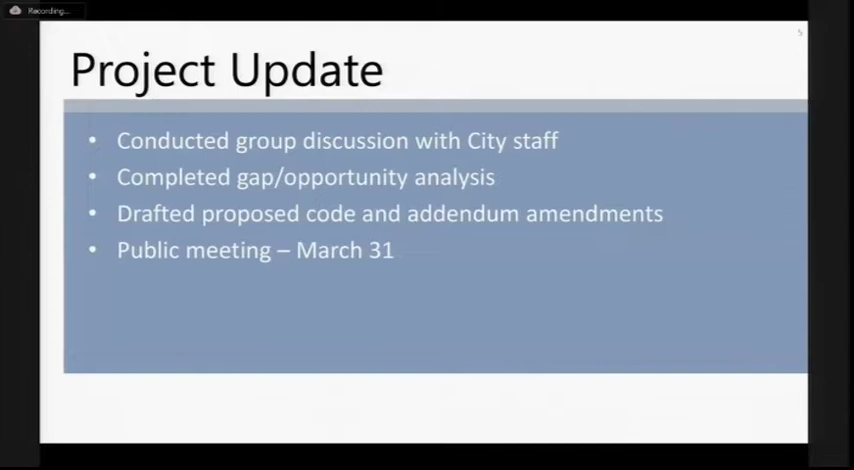 Recording...
5
Project Update
• Conducted group discussion with City staff
• Completed gap/opportunity analysis
• Drafted proposed code and addendum amendments
• Public meeting – March 31